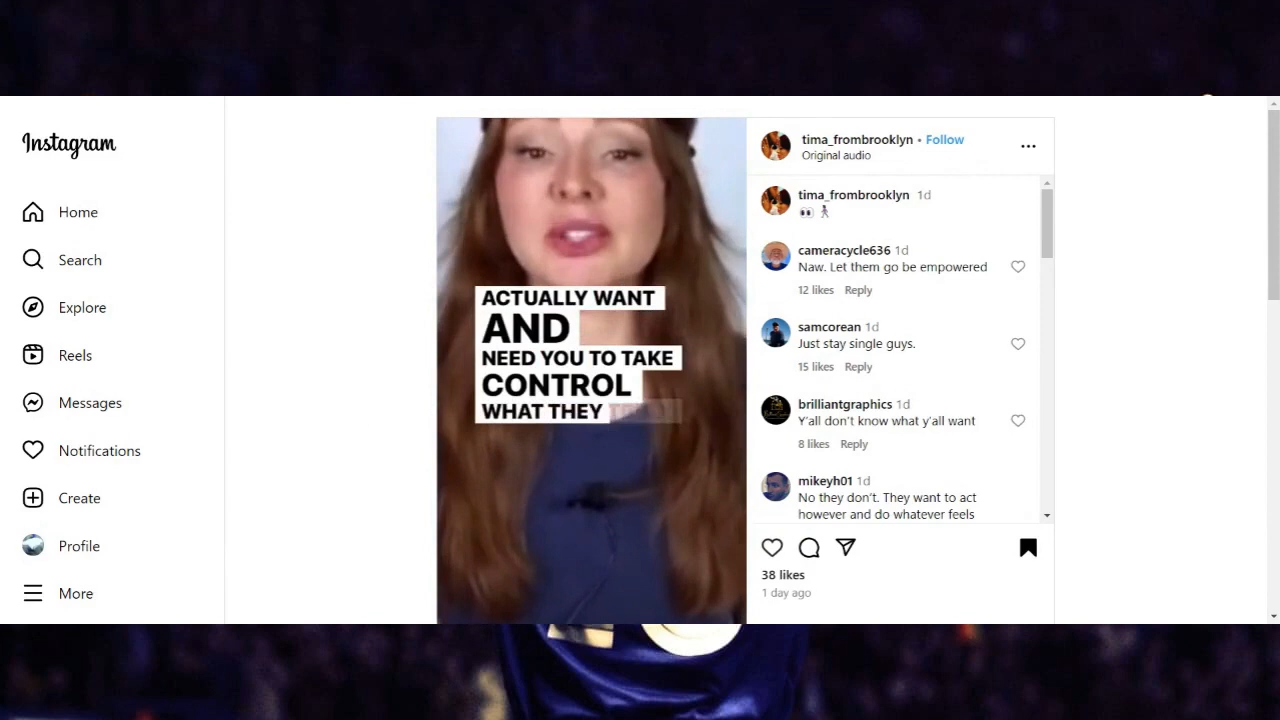 Instagram
Home
Search
Explore
Reels
Messages
Notifications
Create
Profile
More
ACTUALLY WANT
AND
NEED YOU TO TAKE
CONTROL
WHAT THEY
tima_frombrooklyn • Follow
Original audio
tima_frombrooklyn 1d
cameracycle636 1d
Naw. Let them go be empowered
12 likes Reply
samcorean 1d
Just stay single guys.
15 likes Reply
brilliantgraphics 1d
Y'all don't know what y'all want
8 likes Reply
mikeyh01 1d
No they don't. They want to act
however and do whatever feels
38 likes
1 day ago